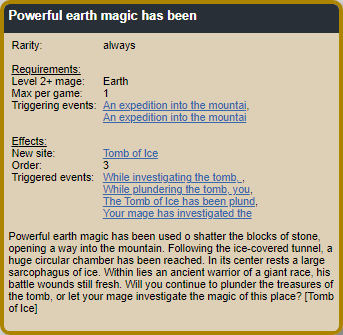 Powerful earth magic has been
Rarity: always
Requirements:
Level 2+ mage: Earth
Max per game: 1
Triggering events: An expedition into the mountai,
An expedition into the mountai
Effects:
New site: Tomb of Ice
Order: 3
Triggered events: While investigating the tomb, ,
While plundering the tomb, you,
The Tomb of Ice has been plund,
Your mage has investigated the
Powerful earth magic has been used o shatter the blocks of stone,
opening a way into the mountain. Following the ice-covered tunnel, a
huge circular chamber has been reached. In its center rests a large
sarcophagus of ice. Within lies an ancient warrior of a giant race, his
battle wounds still fresh. Will you continue to plunder the treasures of
the tomb, or let your mage investigate the magic of this place? [Tomb
of Ice]